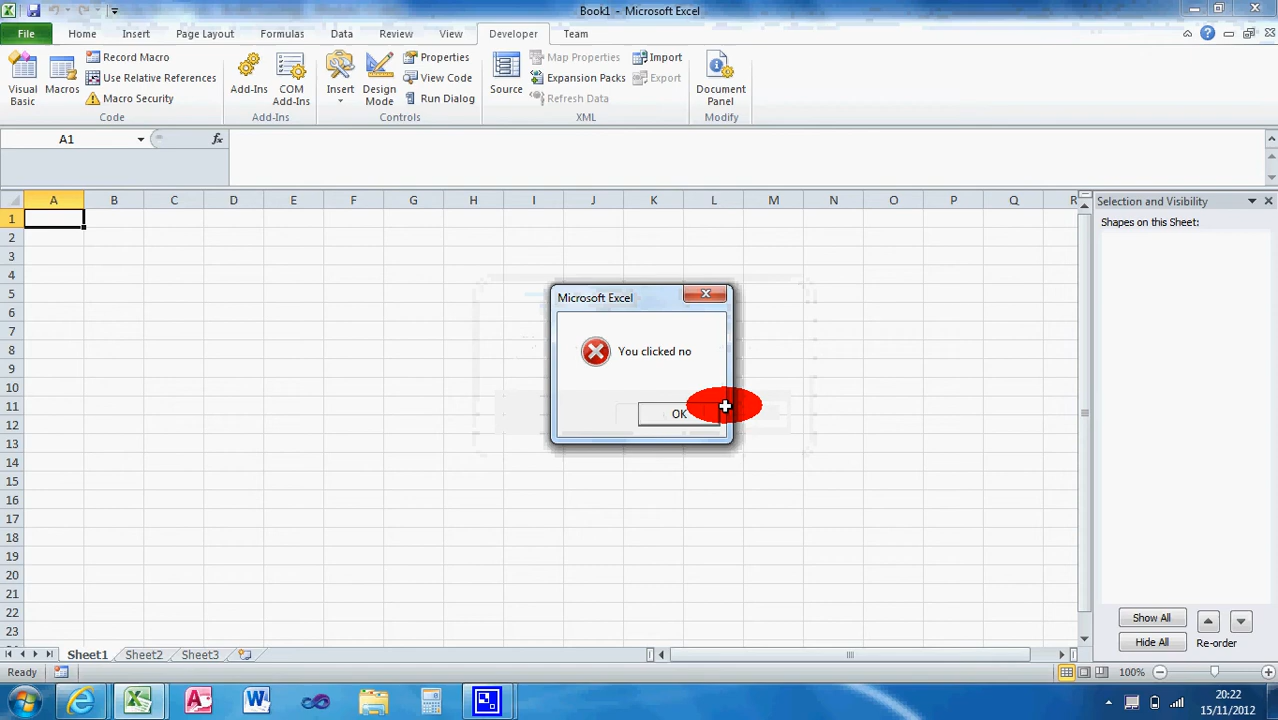 Book1 - Microsoft Excel
File Home Insert Page Layout Formulas Data Review View Developer Team
Visual Basic
Macros
Record Macro
Use Relative References
Macro Security
Code
Add-Ins
COM Add-Ins
Add-Ins
Insert
Design Mode
Properties
View Code
Run Dialog
Controls
Source
Map Properties
Expansion Packs
Refresh Data
Import
Export
XML
Document Panel
Modify
A1
fx
A B C D E F G H I J K L M N O P Q R
1
2
3
4
5
6
7
8
9
10
11
12
13
14
15
16
17
18
19
20
21
22
23
Microsoft Excel
You clicked no
OK
Selection and Visibility
Shapes on this Sheet:
Show All
Hide All
Re-order
Sheet1 Sheet2 Sheet3
Ready
100%
20:22
15/11/2012